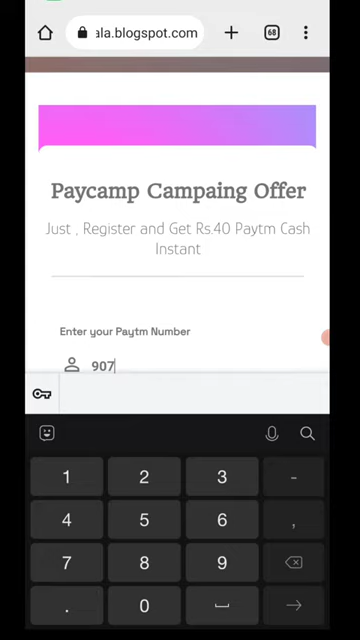 ala.blogspot.com
68
Paycamp Campaing Offer
Just , Register and Get Rs.40 Paytm Cash
Instant
Enter your Paytm Number
907
1 2 3 -
4 5 6 ,
7 8 9
. 0